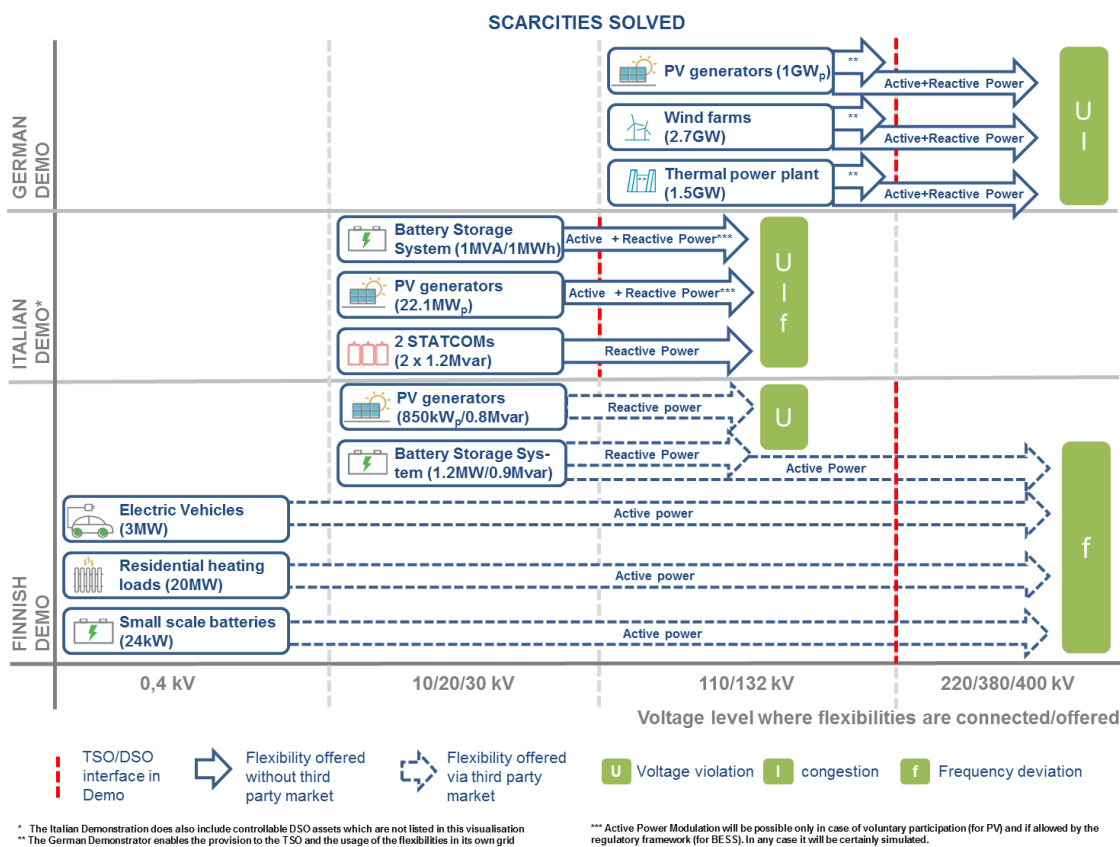 SCARCITIES SOLVED
GERMAN
DEMO
PV generators (1GWp)
**
Active+Reactive Power
Wind farms
(2.7GW)
**
Active+Reactive Power
Thermal power plant
(1.5GW)
**
Active+Reactive Power
U
I
ITALIAN
DEMO*
Battery Storage
System (1MVA/1MWh)
Active + Reactive Power***
PV generators
(22.1MWp)
Active + Reactive Power***
2 STATCOMs
(2 x 1.2Mvar)
Reactive Power
U
I
f
FINNISH
DEMO
PV generators
(850kWp/0.8Mvar)
Reactive power
U
Battery Storage Sys-
tem (1.2MW/0.9Mvar)
Reactive Power
Active Power
Electric Vehicles
(3MW)
Active power
Residential heating
loads (20MW)
Active power
Small scale batteries
(24kW)
Active power
f
0,4 kV
10/20/30 kV
110/132 kV
220/380/400 kV
Voltage level where flexibilities are connected/offered
TSO/DSO
interface in
Demo
Flexibility offered
without third
party market
Flexibility offered
via third party
market
U Voltage violation
I congestion
f Frequency deviation
* The Italian Demonstration does also include controllable DSO assets which are not listed in this visualisation
** The German Demonstrator enables the provision to the TSO and the usage of the flexibilities in its own grid
*** Active Power Modulation will be possible only in case of voluntary participation (for PV) and if allowed by the
regulatory framework (for BESS). In any case it will be certainly simulated.